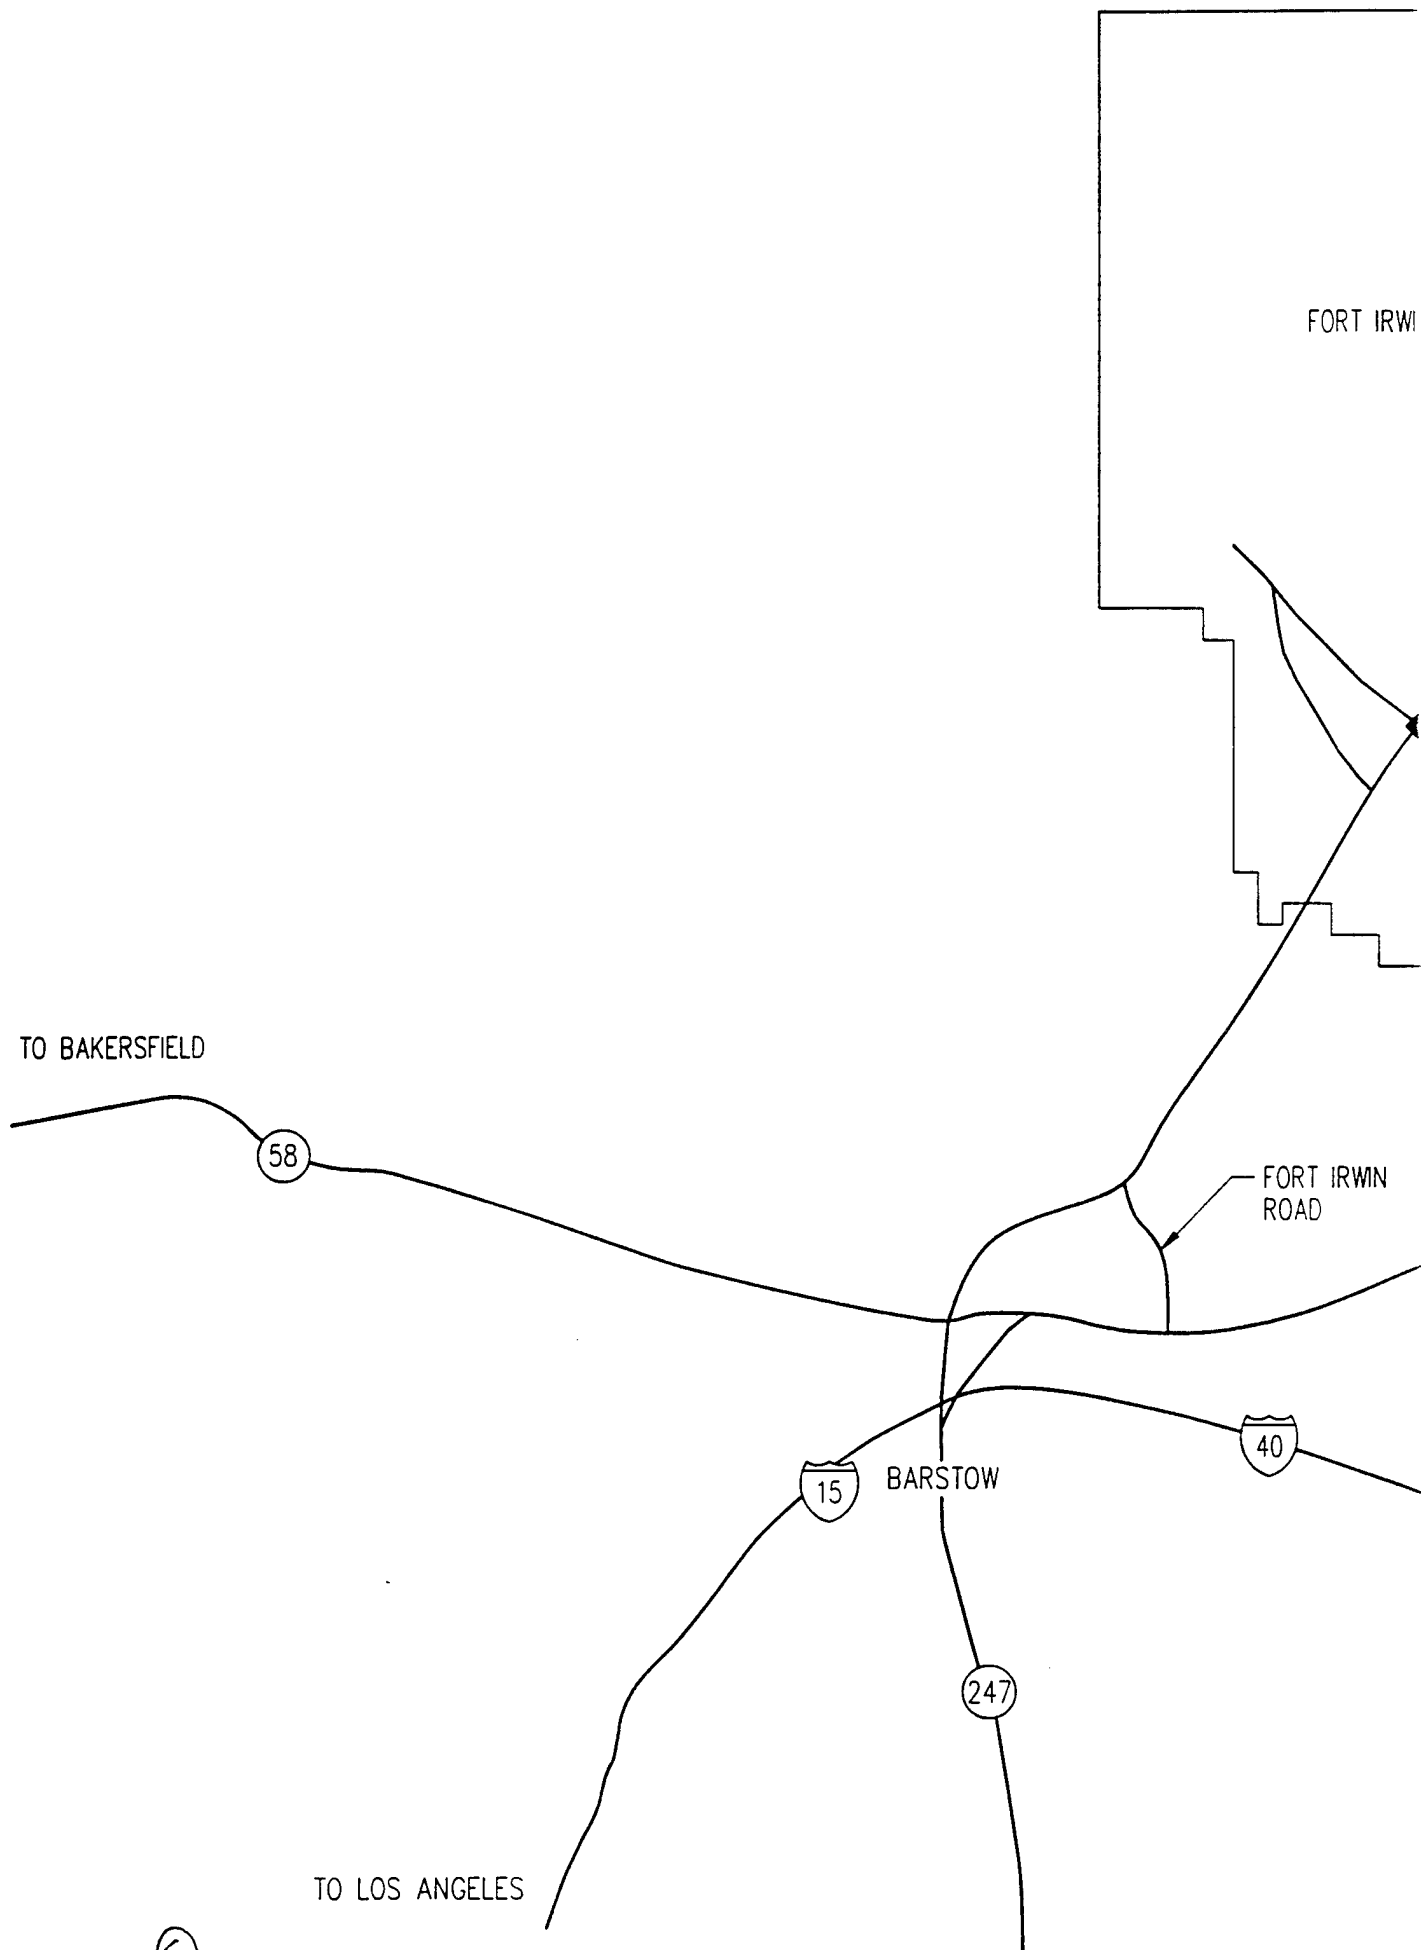 FORT IRWI
TO BAKERSFIELD
58
FORT IRWIN
ROAD
40
15
BARSTOW
247
TO LOS ANGELES